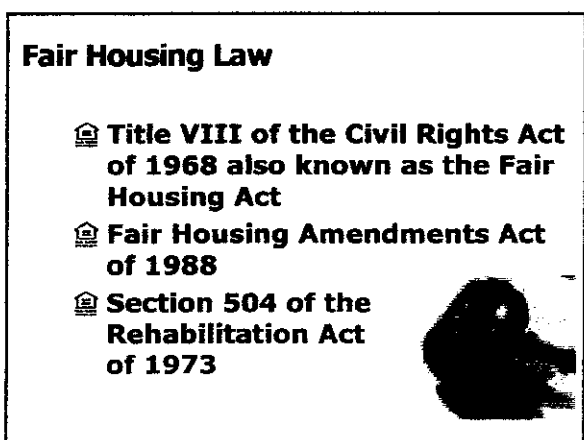 Fair Housing Law
Title VIII of the Civil Rights Act
of 1968 also known as the Fair
Housing Act
Fair Housing Amendments Act
of 1988
Section 504 of the
Rehabilitation Act
of 1973